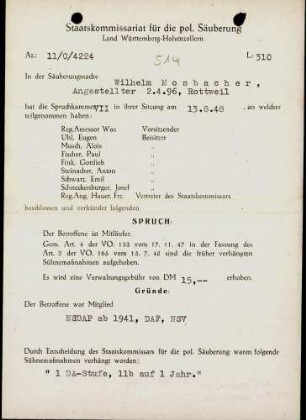 Staatskommissariat für die pol. Säuberung
Land Württemberg-Hohenzollern
Az: 11/O/4224
514
L: 310
In der Säuberungssache
Wilhelm Mosbacher,
Angestellter 2.4.96, Rottweil
hat die Spruchkammer VII in ihrer Sitzung am 13.8.48 an welcher
teilgenommen haben:
Reg.Assessor Wax Vorsitzender
Uhl, Eugen Beisitzer
Musch, Alois "
Fischer, Paul "
Fink, Gottlieb "
Steinacher, Anton "
Schwarz, Emil "
Schneckenburger, Josef "
Reg.Ang. Hauer, Fr. Vertreter des Staatskommissars
beschlossen und verkündet folgenden
SPRUCH:
Der Betroffene ist Mitläufer.
Gem. Art. 4 der VO. 133 vom 17. 11. 47 in der Fassung des
Art. 2 der VO. 165 vom 13. 7. 48 sind die früher verhängten
Sühnemaßnahmen aufgehoben.
Es wird eine Verwaltungsgebühr von DM 15,-- erhoben.
Gründe:
Der Betroffene war Mitglied
NSDAP ab 1941, DAF, NSV
Durch Entscheidung des Staatskommissars für die pol. Säuberung waren folgende
Sühnemaßnahmen verhängt worden:
" 1 DA-Stufe, 11b auf 1 Jahr."